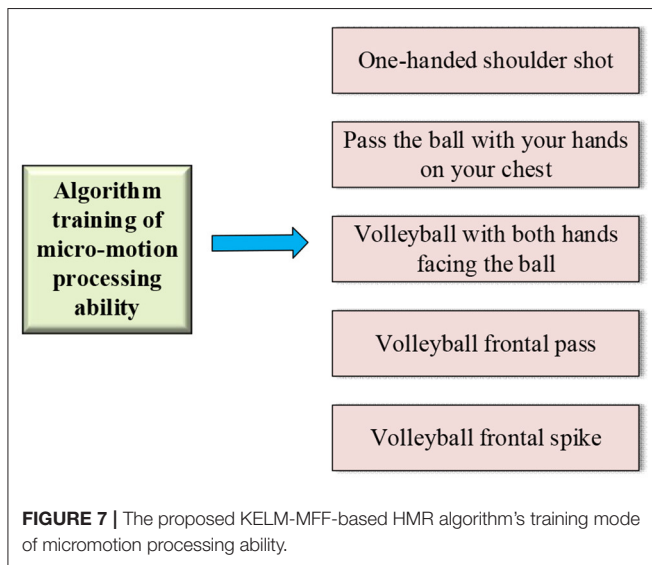 One-handed shoulder shot
Pass the ball with your hands
on your chest
Algorithm
training of
micro-motion
processing
ability
Volleyball with both hands
facing the ball
Volleyball frontal pass
Volleyball frontal spike
FIGURE 7 | The proposed KELM-MFF-based HMR algorithm's training mode
of micromotion processing ability.